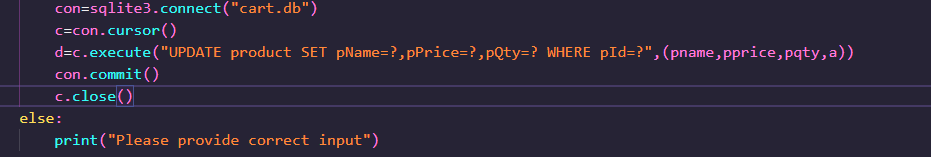 con=sqlite3.connect("cart.db")
c=con.cursor()
d=c.execute("UPDATE product SET pName=?,pPrice=?,pQty=? WHERE pId=?",(pname,pprice,pqty,a))
con.commit()
c.close()
else:
print("Please provide correct input")